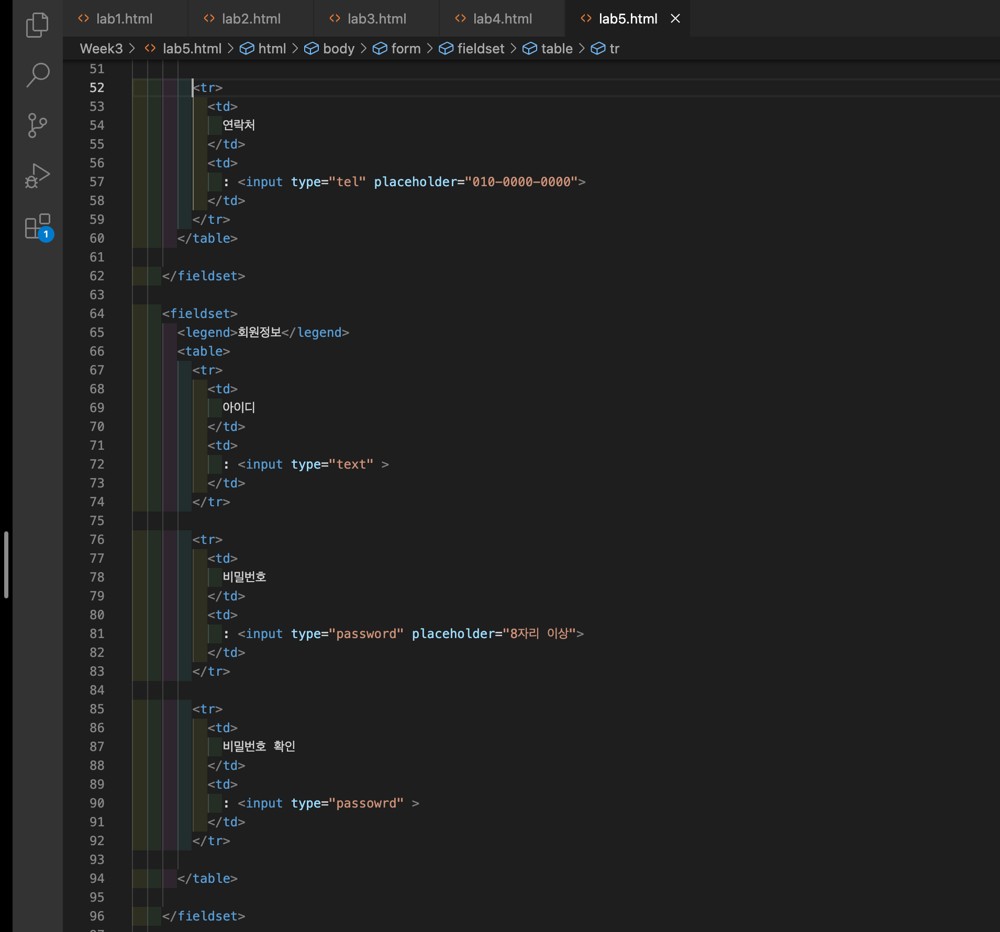 lab1.html lab2.html lab3.html lab4.html lab5.html
Week3 > lab5.html > html > body > form > fieldset > table > tr
51
52 <tr>
53 <td>
54 연락처
55 </td>
56 <td>
57 : <input type="tel" placeholder="010-0000-0000">
58 </td>
59 </tr>
60 </table>
61
62 </fieldset>
63
64 <fieldset>
65 <legend>회원정보</legend>
66 <table>
67 <tr>
68 <td>
69 아이디
70 </td>
71 <td>
72 : <input type="text" >
73 </td>
74 </tr>
75
76 <tr>
77 <td>
78 비밀번호
79 </td>
80 <td>
81 : <input type="password" placeholder="8자리 이상">
82 </td>
83 </tr>
84
85 <tr>
86 <td>
87 비밀번호 확인
88 </td>
89 <td>
90 : <input type="passowrd" >
91 </td>
92 </tr>
93
94 </table>
95
96 </fieldset>
1